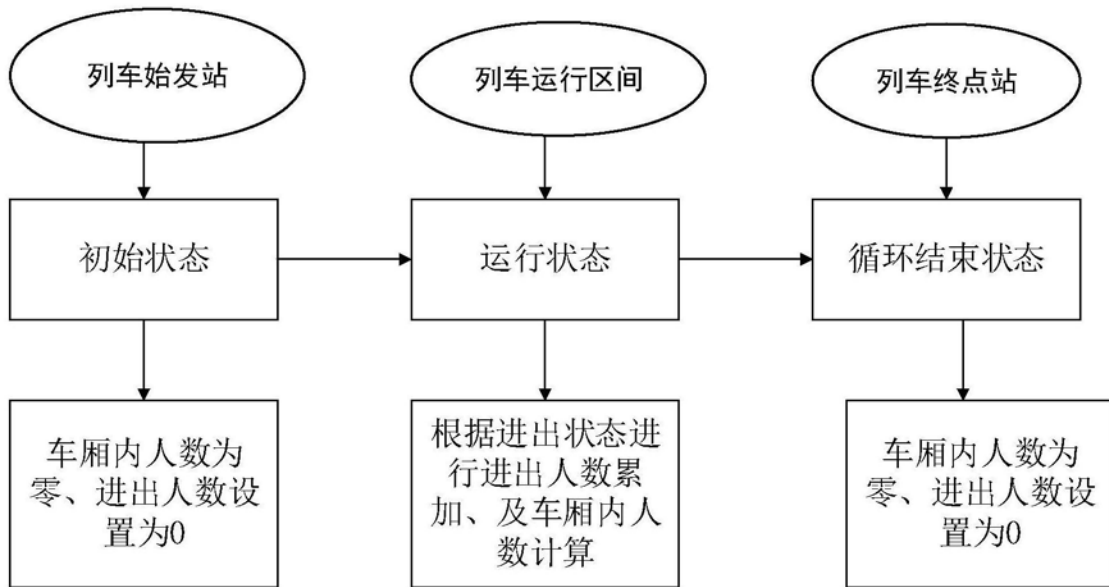 列车始发站
列车运行区间
列车终点站
初始状态
运行状态
循环结束状态
车厢内人数为
零、进出人数设
置为0
根据进出状态进
行进出人数累
加、及车厢内人
数计算
车厢内人数为
零、进出人数设
置为0